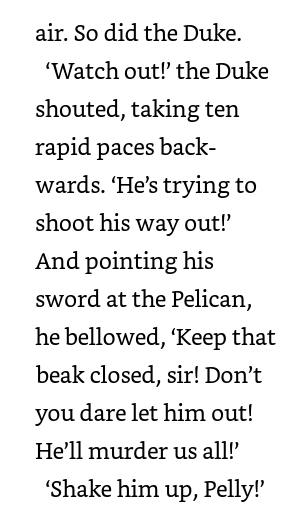 air. So did the Duke.
‘Watch out!’ the Duke
shouted, taking ten
rapid paces back-
wards. ‘He’s trying to
shoot his way out!’
And pointing his
sword at the Pelican,
he bellowed, ‘Keep that
beak closed, sir! Don’t
you dare let him out!
He’ll murder us all!’
‘Shake him up, Pelly!’